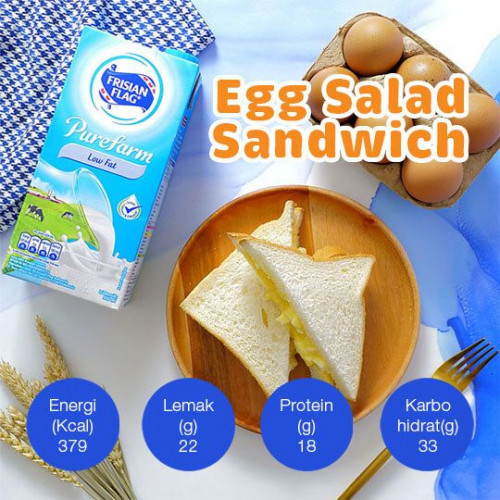 Egg Salad
Sandwich
FRISIAN
FLAG
Purefarm
Low Fat
Energi
(Kcal)
379
Lemak
(g)
22
Protein
(g)
18
Karbo
hidrat(g)
33